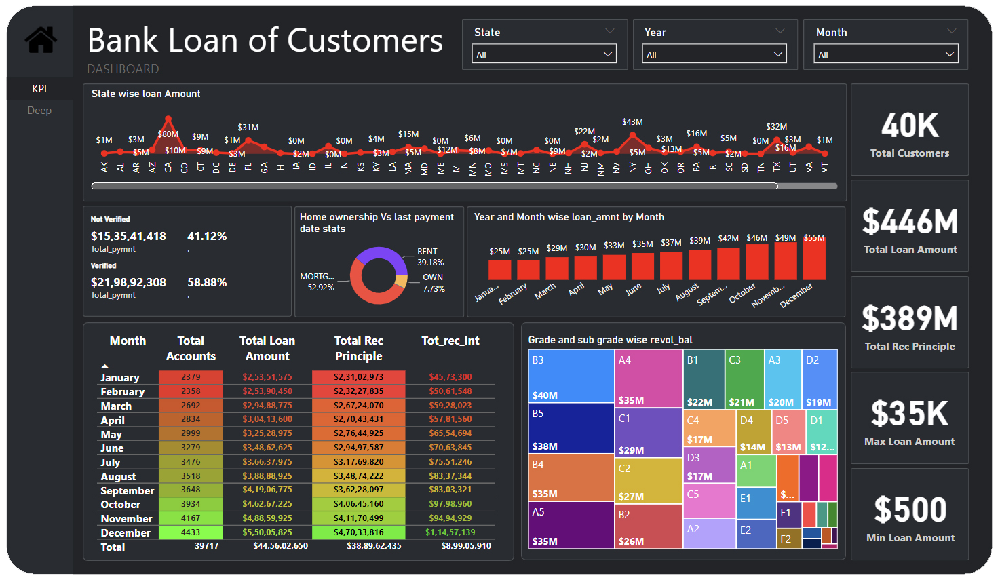 Bank Loan of Customers
DASHBOARD
State
All
Year
All
Month
All
KPI
Deep
State wise loan Amount
$1M $3M $5M $80M $10M $9M $9M $1M $3M $31M $0M $2M $0M $0M $4M $3M $15M $5M $0M $12M $6M $8M $0M $7M $0M $9M $22M $2M $2M $43M $5M $3M $13M $16M $5M $5M $2M $0M $32M $16M $3M $1M
AK AL AR AZ CA CO CT DC DE FL GA HI IA ID IL IN KS KY LA MA MD ME MI MN MO MS MT NC NE NH NJ NM NV NY OH OK OR PA RI SC SD TN TX UT VA VT
40K
Total Customers
$446M
Total Loan Amount
$389M
Total Rec Principle
$35K
Max Loan Amount
$500
Min Loan Amount
Not Verified
$15,35,41,418 41.12%
Total_pymnt .
Verified
$21,98,92,308 58.88%
Total_pymnt .
Home ownership Vs last payment
date stats
RENT
39.18%
OWN
7.73%
MORTG...
52.92%
Year and Month wise loan_amnt by Month
$25M $25M $29M $30M $33M $35M $37M $39M $42M $46M $49M $55M
Janua... February March April May June July August Septem... October Novemb... December
Month Total Accounts Total Loan Amount Total Rec Principle Tot_rec_int
January 2379 $2,53,51,575 $2,31,02,973 $45,73,300
February 2358 $2,53,90,450 $2,32,27,835 $50,61,548
March 2692 $2,94,88,775 $2,67,24,070 $59,28,023
April 2834 $3,04,13,600 $2,70,43,431 $57,81,560
May 2999 $3,25,28,975 $2,76,44,925 $65,54,694
June 3279 $3,48,62,625 $2,94,97,587 $70,63,845
July 3476 $3,66,37,975 $3,17,69,820 $75,51,246
August 3518 $3,88,88,925 $3,48,74,222 $83,37,344
September 3648 $4,19,06,775 $3,62,28,097 $83,03,321
October 3934 $4,62,67,225 $4,06,45,160 $97,98,960
November 4167 $4,88,59,925 $4,11,70,499 $94,94,929
December 4433 $5,50,05,825 $4,70,33,816 $1,14,57,139
Total 39717 $44,56,02,650 $38,89,62,435 $8,99,05,910
Grade and sub grade wise revol_bal
B3
$40M
B5
$38M
B4
$35M
A5
$35M
A4
$35M
C1
$29M
C2
$27M
B2
$26M
B1
$22M
C3
$21M
A3
$20M
D2
$19M
C4
$17M
D3
$17M
C5
A2
D4
$14M
D5
$13M
D1
$12...
A1
E1
E2
$...
F1
F2